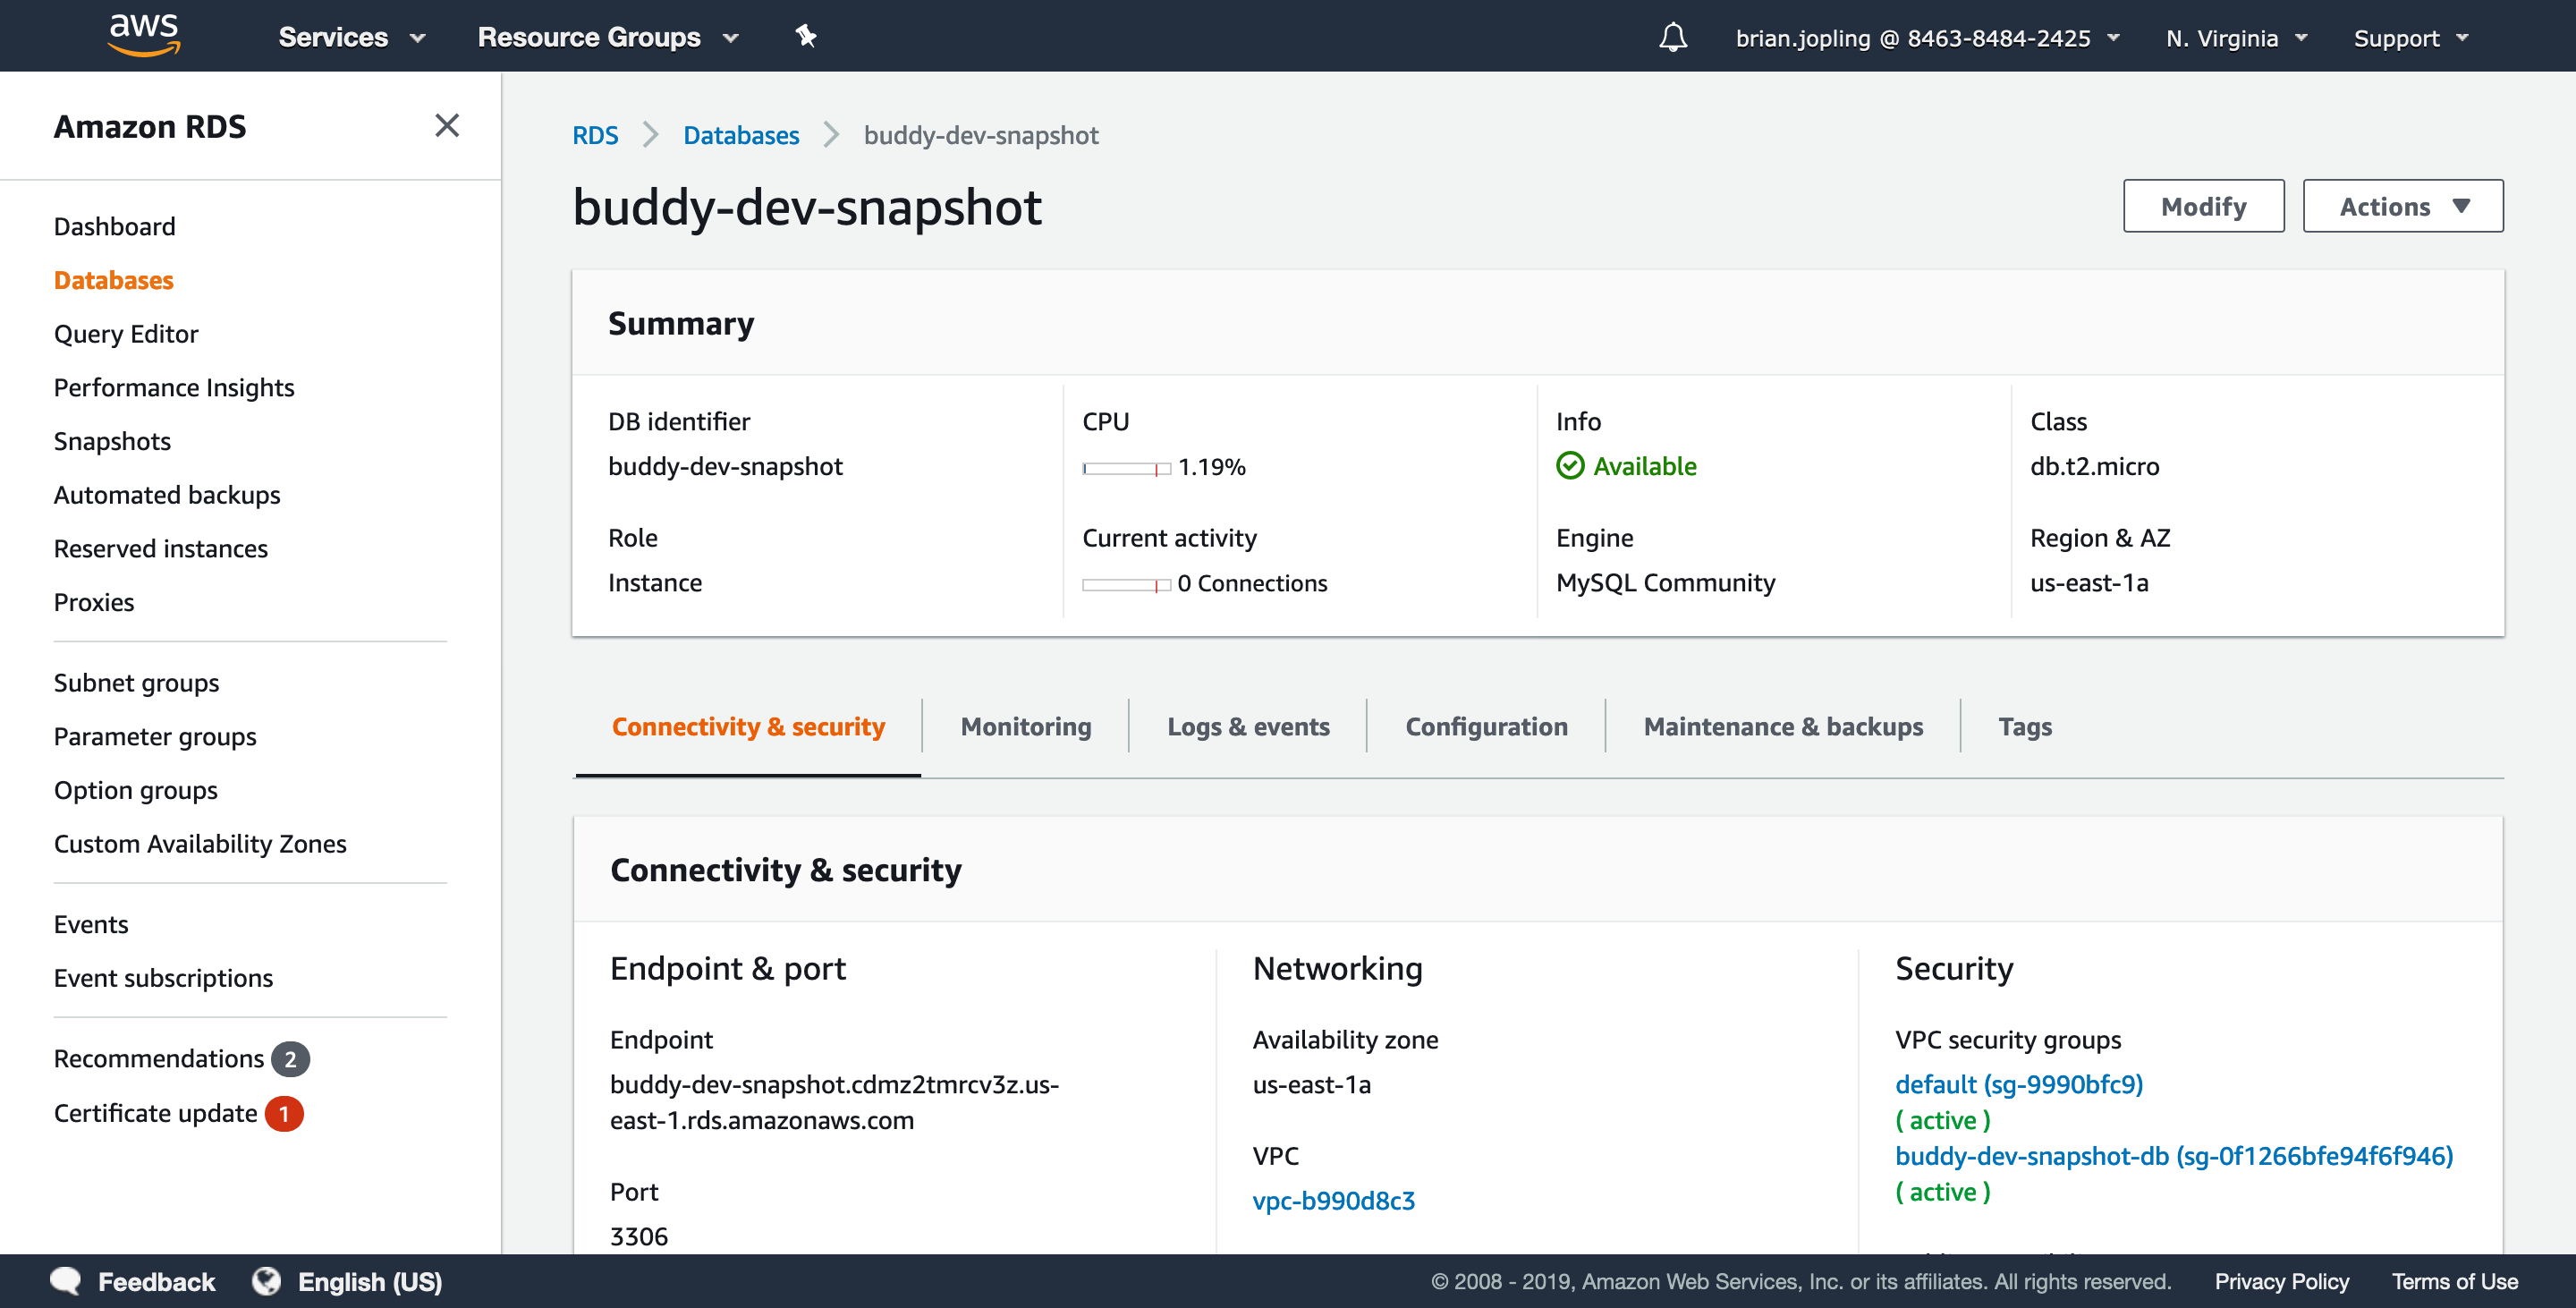 aws
Services
Resource Groups
brian.jopling @ 8463-8484-2425
N. Virginia
Support
Amazon RDS
Dashboard
Databases
Query Editor
Performance Insights
Snapshots
Automated backups
Reserved instances
Proxies
Subnet groups
Parameter groups
Option groups
Custom Availability Zones
Events
Event subscriptions
Recommendations 2
Certificate update 1
RDS > Databases > buddy-dev-snapshot
buddy-dev-snapshot
Modify
Actions
Summary
DB identifier
buddy-dev-snapshot
CPU
1.19%
Info
Available
Class
db.t2.micro
Role
Instance
Current activity
0 Connections
Engine
MySQL Community
Region & AZ
us-east-1a
Connectivity & security
Monitoring
Logs & events
Configuration
Maintenance & backups
Tags
Connectivity & security
Endpoint & port
Endpoint
buddy-dev-snapshot.cdmz2tmrcv3z.us-
east-1.rds.amazonaws.com
Port
3306
Networking
Availability zone
us-east-1a
VPC
vpc-b990d8c3
Security
VPC security groups
default (sg-9990bfc9)
( active )
buddy-dev-snapshot-db (sg-0f1266bfe94f6f946)
( active )
Feedback
English (US)
© 2008 - 2019, Amazon Web Services, Inc. or its affiliates. All rights reserved.
Privacy Policy
Terms of Use